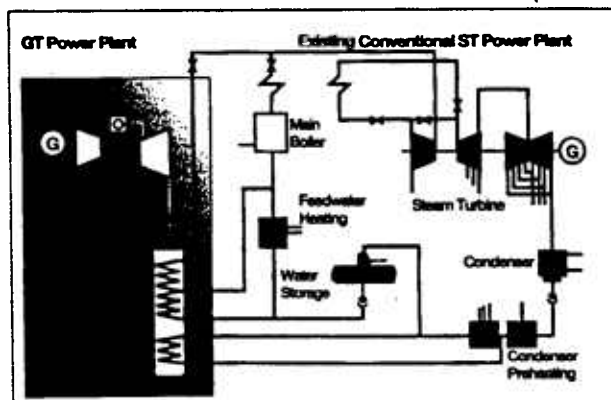 GT Power Plant
Existing Conventional ST Power Plant
G
Main
Boiler
G
Steam Turbine
Feedwater
Heating
Water
Storage
Condenser
Condenser
Preheating